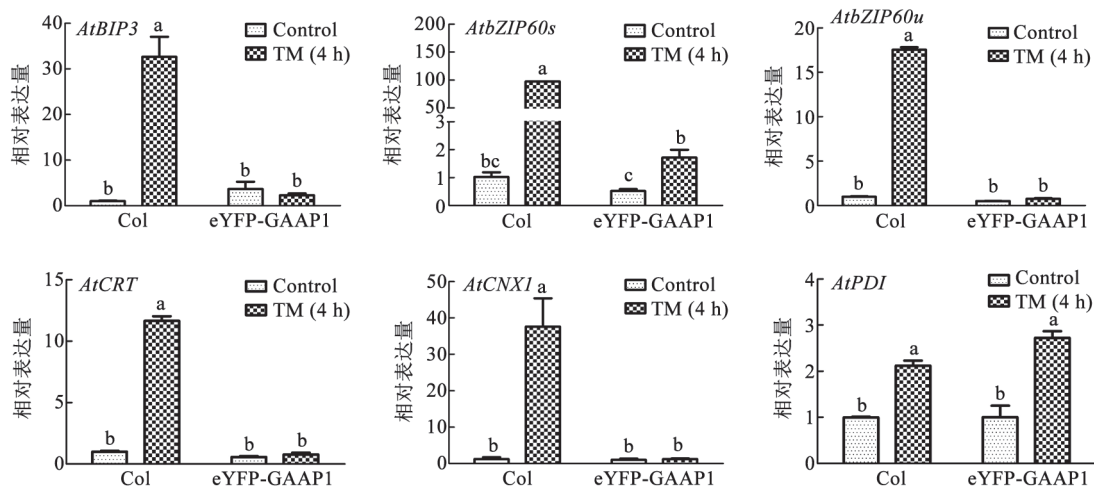 AtBIP3
Control
TM (4 h)
相对表达量
40
30
20
10
0
b
a
b
b
Col
eYFP-GAAP1
AtbZIP60s
Control
TM (4 h)
相对表达量
150
100
50
3
2
1
0
bc
a
c
b
Col
eYFP-GAAP1
AtbZIP60u
Control
TM (4 h)
相对表达量
20
15
10
5
0
b
a
b
b
Col
eYFP-GAAP1
AtCRT
Control
TM (4 h)
相对表达量
15
10
5
0
b
a
b
b
Col
eYFP-GAAP1
AtCNX1
Control
TM (4 h)
相对表达量
50
40
30
20
10
0
b
a
b
b
Col
eYFP-GAAP1
AtPDI
Control
TM (4 h)
相对表达量
4
3
2
1
0
b
a
b
a
Col
eYFP-GAAP1